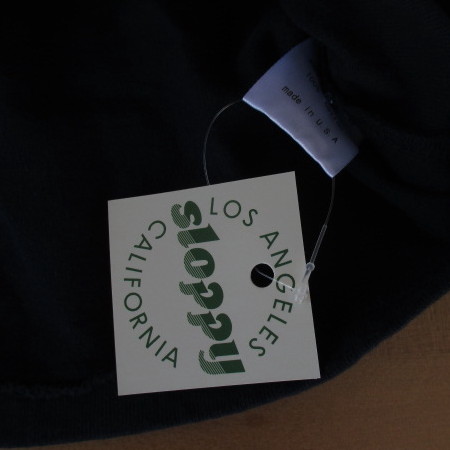 made in U.S.A
LOS ANGELES
sloppy
CALIFORNIA